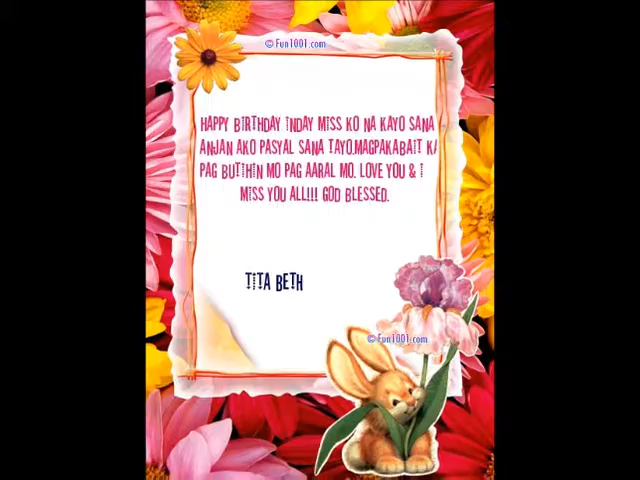 © Fun1001.com
HAPPY BIRTHDAY INDAY MISS KO NA KAYO SANA
ANJAN AKO PASYAL SANA TAYO.MAGPAKABAIT KA
PAG BUTIHIN MO PAG AARAL MO. LOVE YOU & I
MISS YOU ALL!!! GOD BLESSED.
TITA BETH
© Fun1001.com